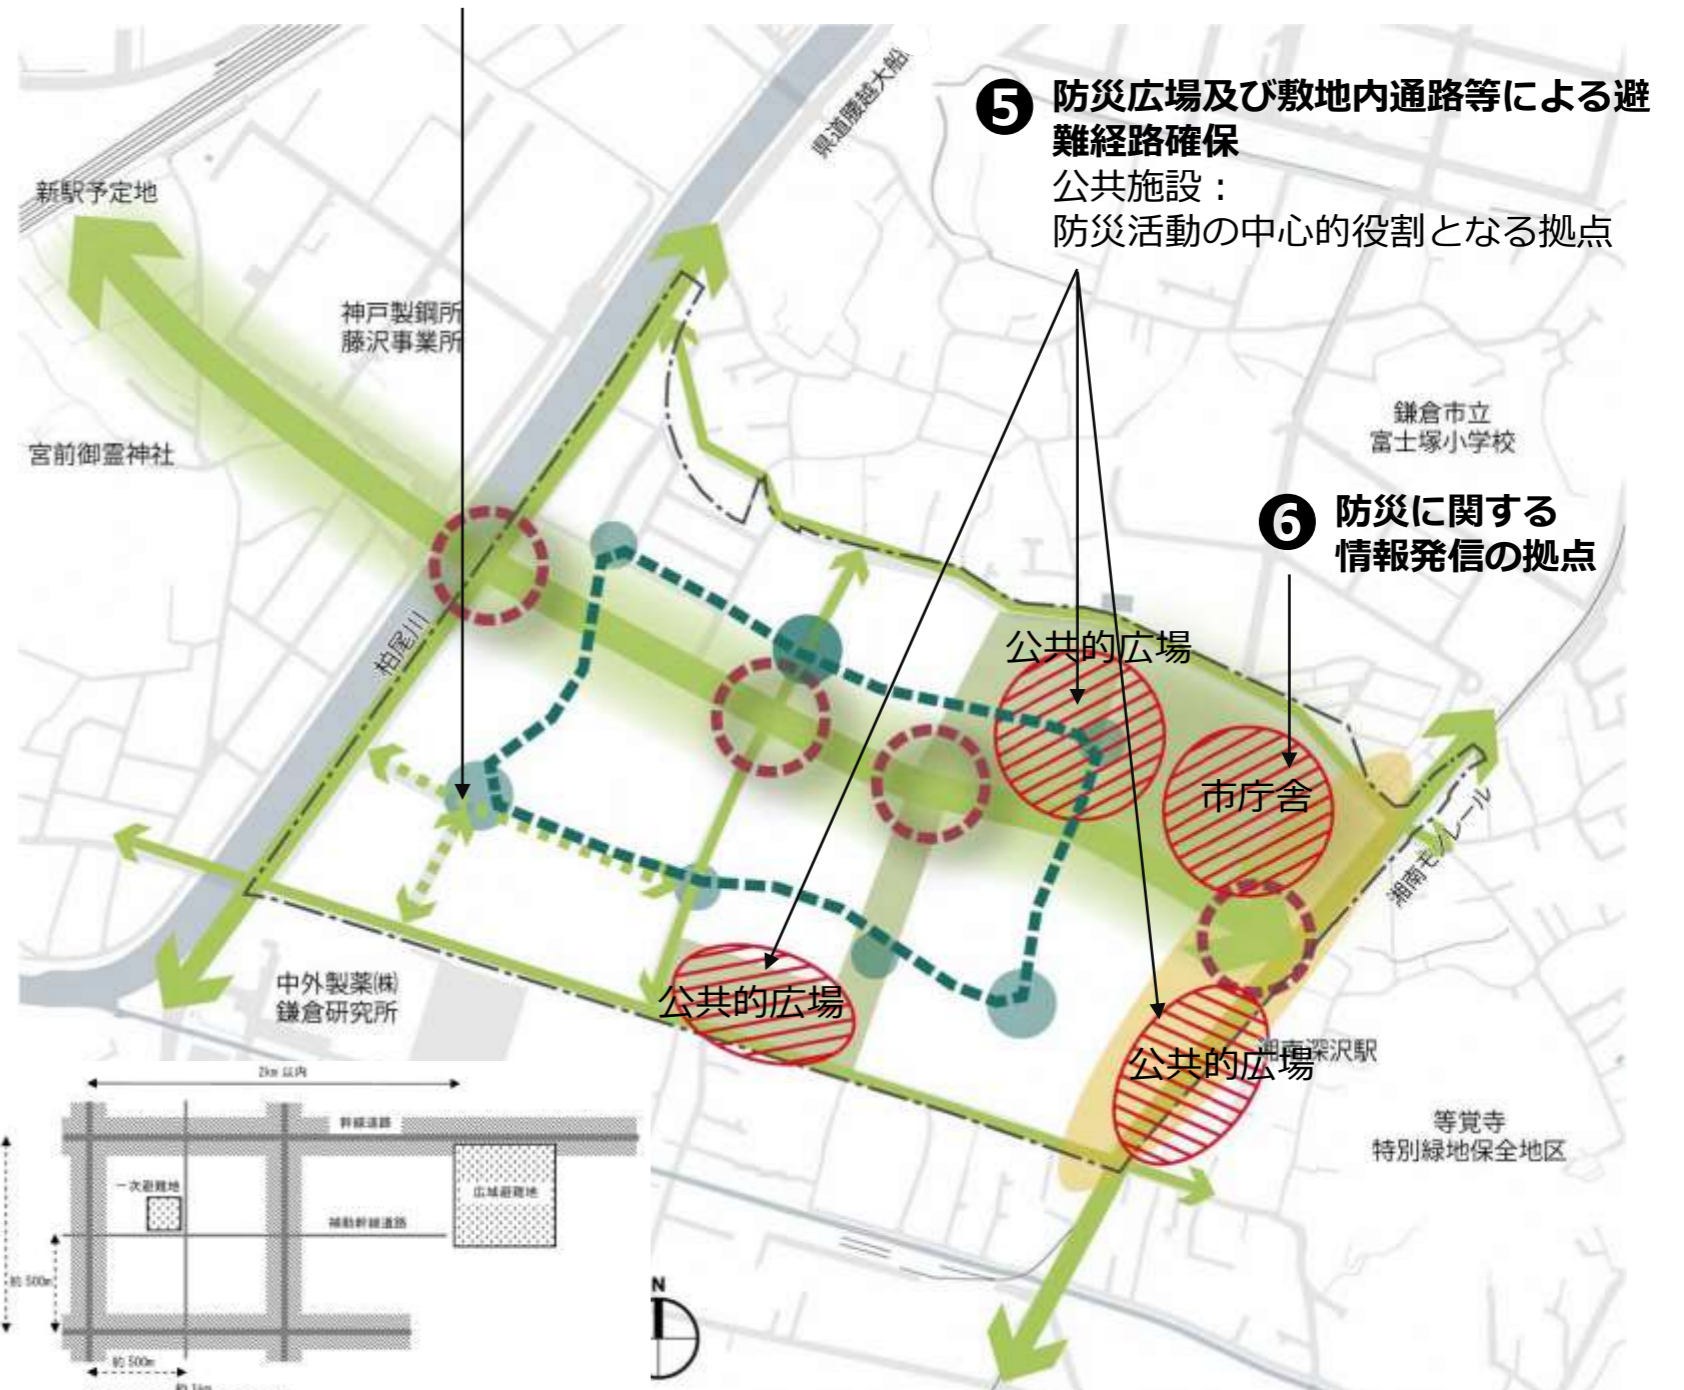 県道腰越大船
❺ 防災広場及び敷地内通路等による避
難経路確保
公共施設：
防災活動の中心的役割となる拠点
新駅予定地
神戸製鋼所
藤沢事業所
鎌倉市立
富士塚小学校
宮前御霊神社
❻ 防災に関する
情報発信の拠点
柏尾川
公共的広場
市庁舎
湘南モノレール
中外製薬㈱
鎌倉研究所
公共的広場
湘南深沢駅
公共的広場
等覚寺
特別緑地保全地区
2km 以内
幹線道路
一次避難地
広域避難地
補助幹線道路
約 500m
約 500m
約 1km
N